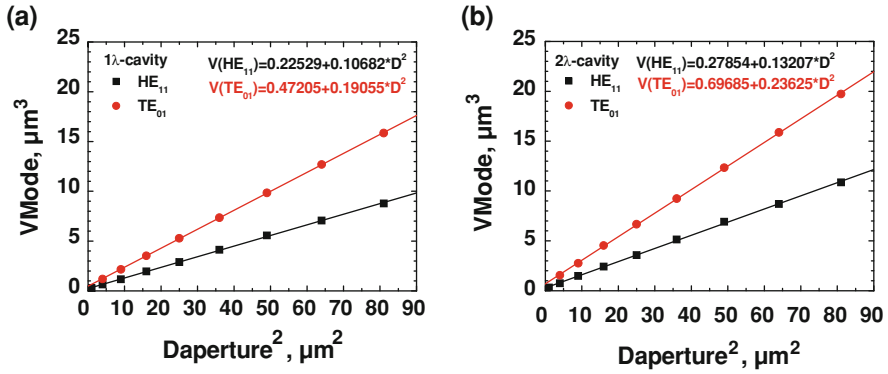 (a)
25
20
15
10
5
0
VMode, µm³
1λ-cavity
HE₁₁
TE₀₁
V(HE₁₁)=0.22529+0.10682*D²
V(TE₀₁)=0.47205+0.19055*D²
0 10 20 30 40 50 60 70 80 90
Daperture², µm²
(b)
25
20
15
10
5
0
VMode, µm³
2λ-cavity
HE₁₁
TE₀₁
V(HE₁₁)=0.27854+0.13207*D²
V(TE₀₁)=0.69685+0.23625*D²
0 10 20 30 40 50 60 70 80 90
Daperture², µm²